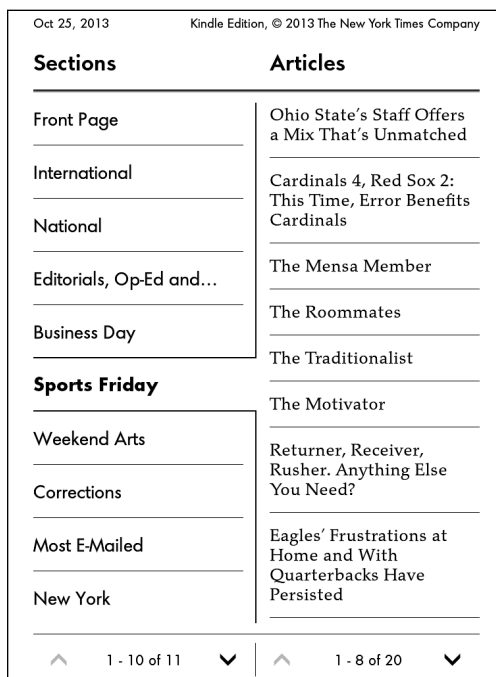 Oct 25, 2013
Kindle Edition, © 2013 The New York Times Company
Sections
Front Page
International
National
Editorials, Op-Ed and...
Business Day
Sports Friday
Weekend Arts
Corrections
Most E-Mailed
New York
1 - 10 of 11
Articles
Ohio State’s Staff Offers
a Mix That’s Unmatched
Cardinals 4, Red Sox 2:
This Time, Error Benefits
Cardinals
The Mensa Member
The Roommates
The Traditionalist
The Motivator
Returner, Receiver,
Rusher. Anything Else
You Need?
Eagles’ Frustrations at
Home and With
Quarterbacks Have
Persisted
1 - 8 of 20